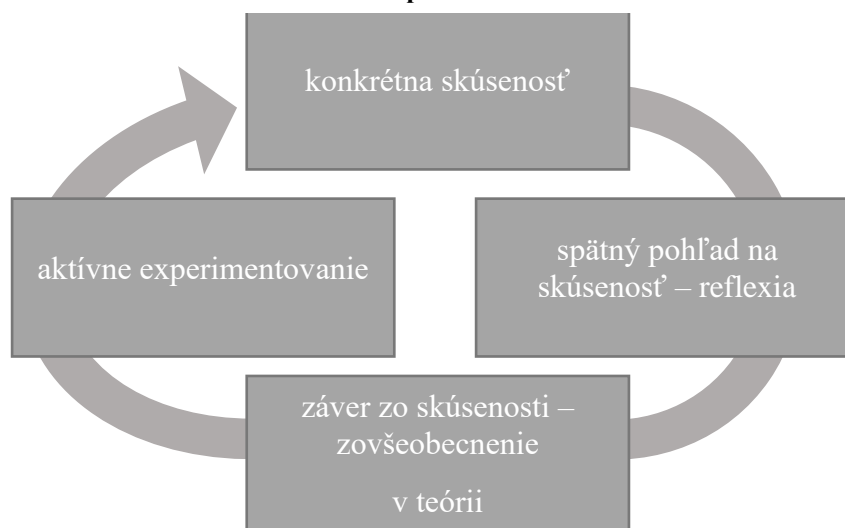 konkrétna skúsenosť
aktívne experimentovanie
spätný pohľad na
skúsenosť – reflexia
záver zo skúsenosti –
zovšeobecnenie
v teórii